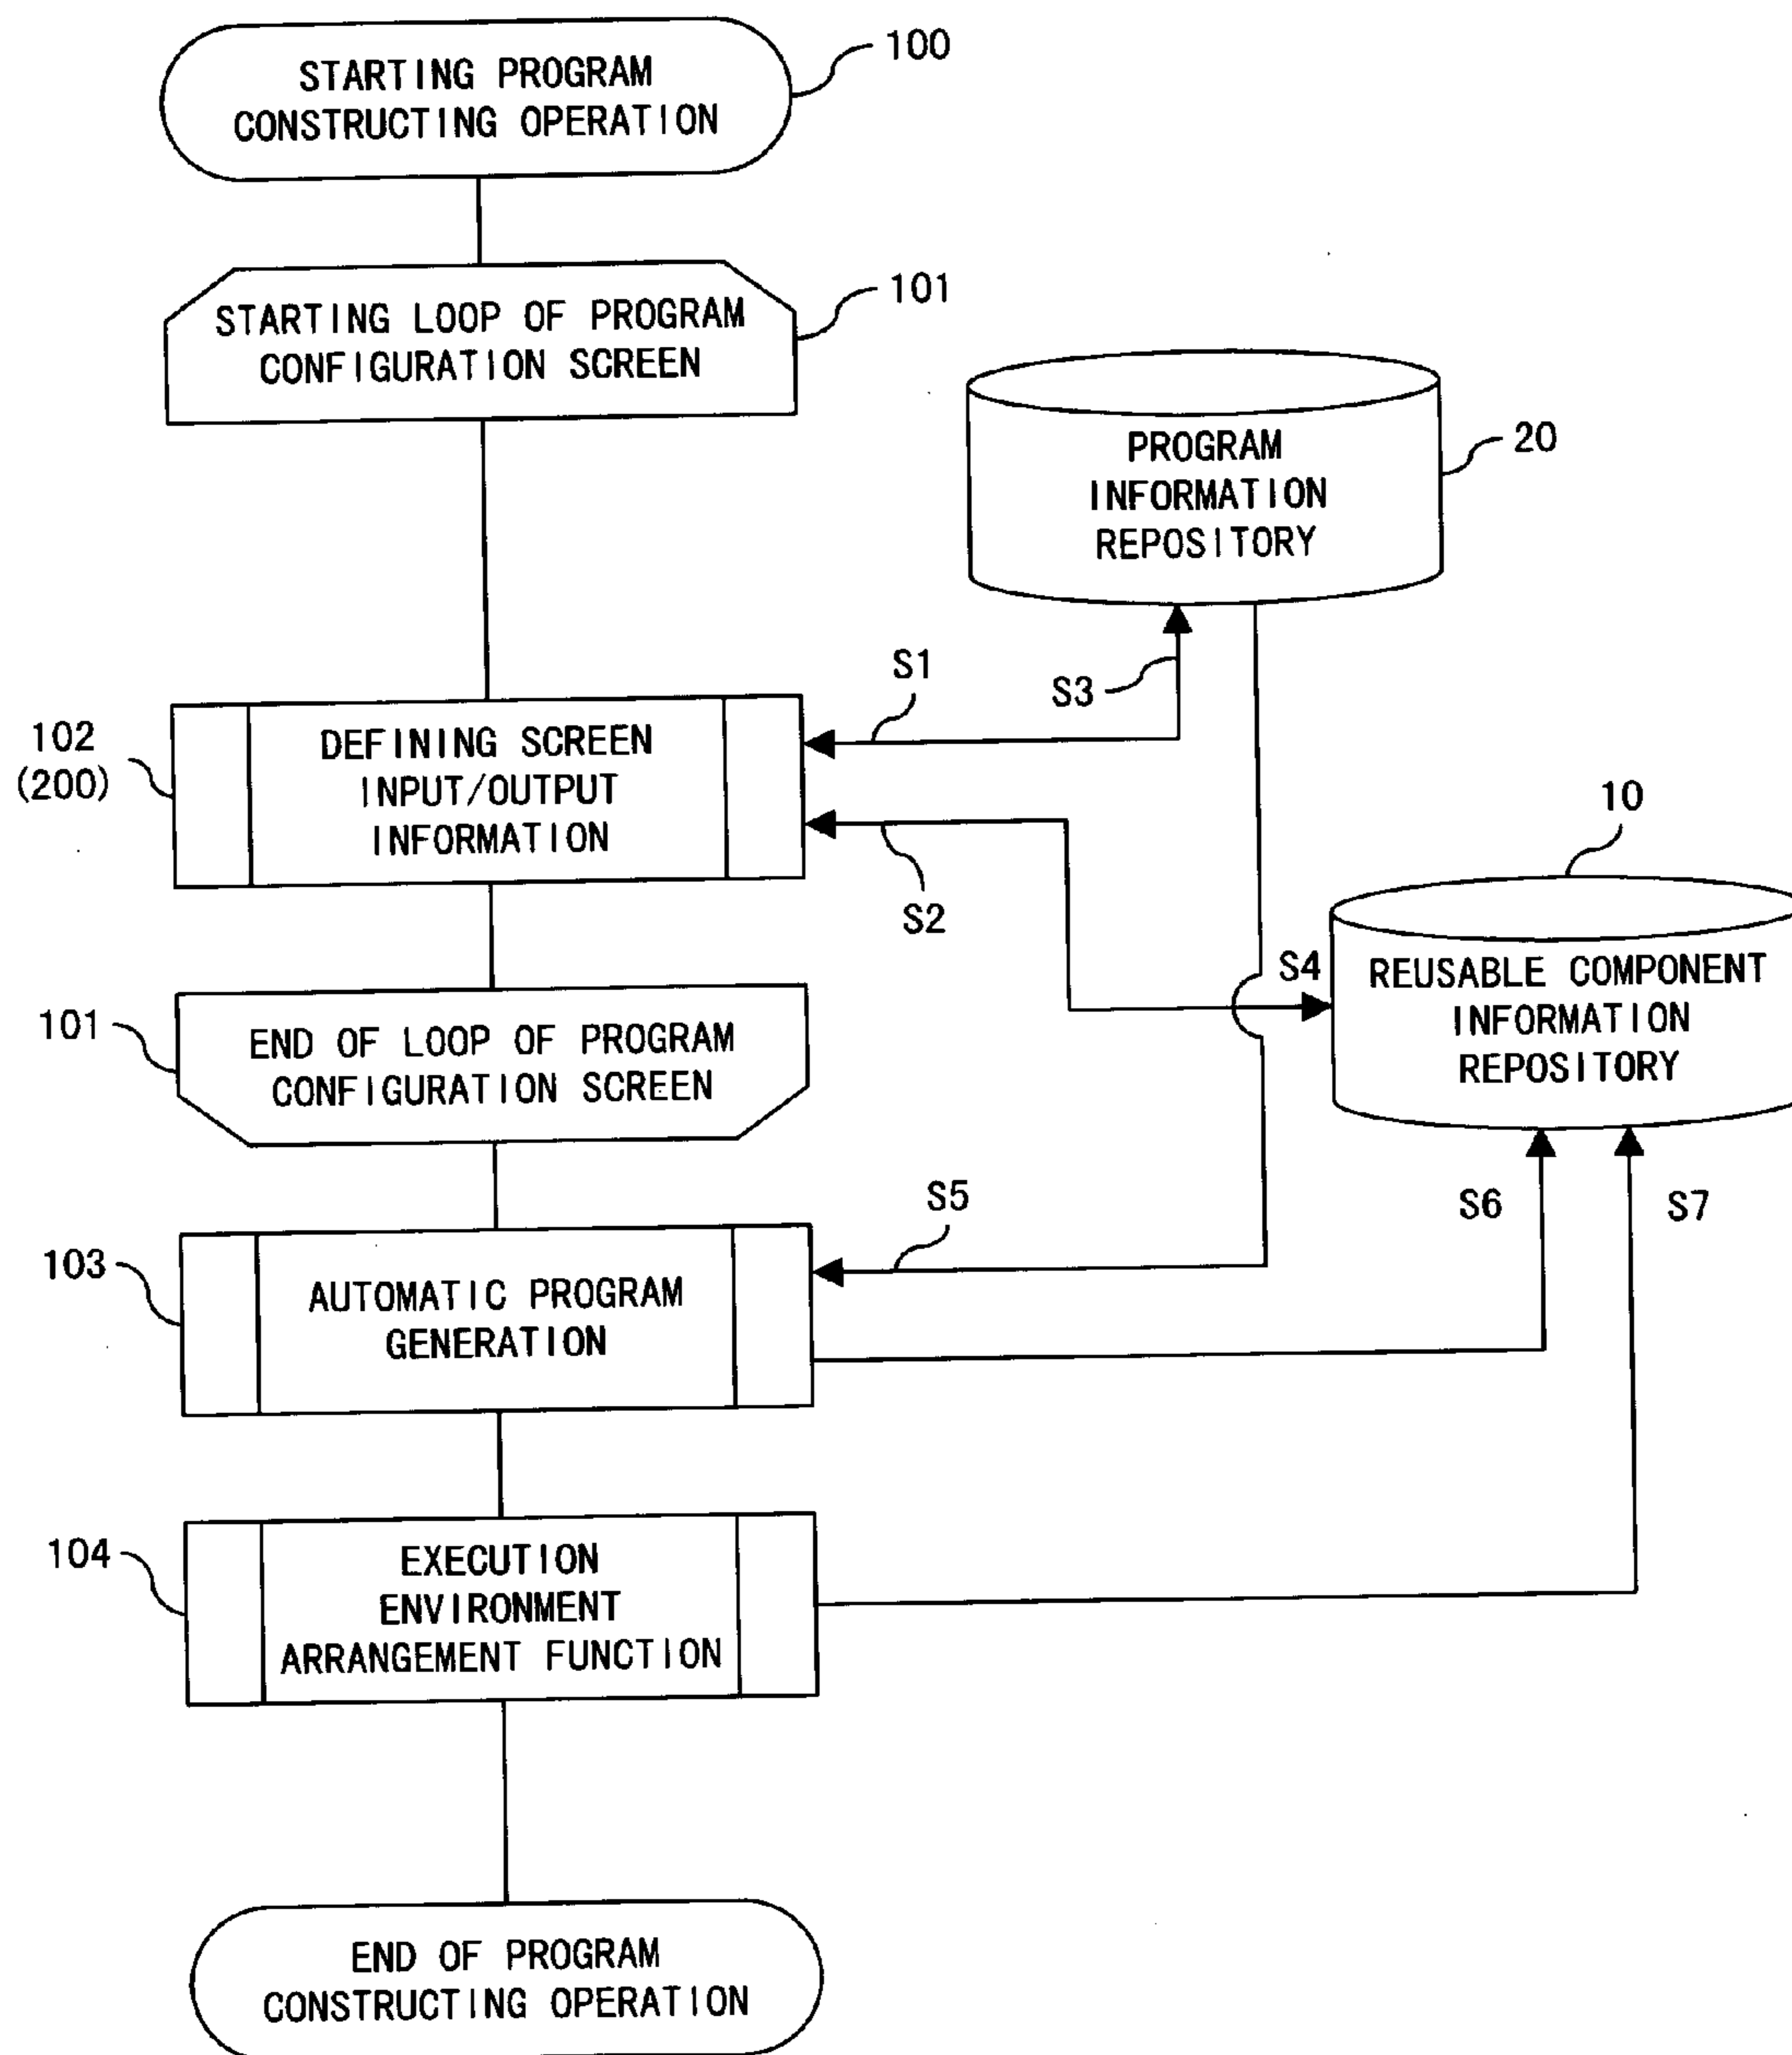 STARTING PROGRAM
CONSTRUCTING OPERATION
100
STARTING LOOP OF PROGRAM
CONFIGURATION SCREEN
101
PROGRAM
INFORMATION
REPOSITORY
20
S1
S3
102
(200)
DEFINING SCREEN
INPUT/OUTPUT
INFORMATION
S2
10
REUSABLE COMPONENT
INFORMATION
REPOSITORY
S4
101
END OF LOOP OF PROGRAM
CONFIGURATION SCREEN
S5
S6
S7
103
AUTOMATIC PROGRAM
GENERATION
104
EXECUTION
ENVIRONMENT
ARRANGEMENT FUNCTION
END OF PROGRAM
CONSTRUCTING OPERATION